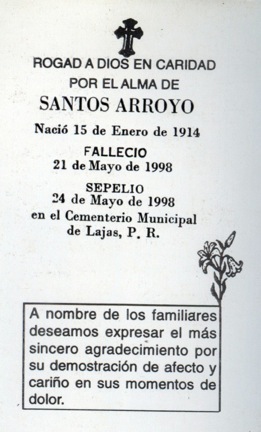 ROGAD A DIOS EN CARIDAD
POR EL ALMA DE
SANTOS ARROYO
Nació 15 de Enero de 1914
FALLECIO
21 de Mayo de 1998
SEPELIO
24 de Mayo de 1998
en el Cementerio Municipal
de Lajas, P. R.
A nombre de los familiares
deseamos expresar el más
sincero agradecimiento por
su demostración de afecto y
cariño en sus momentos de
dolor.